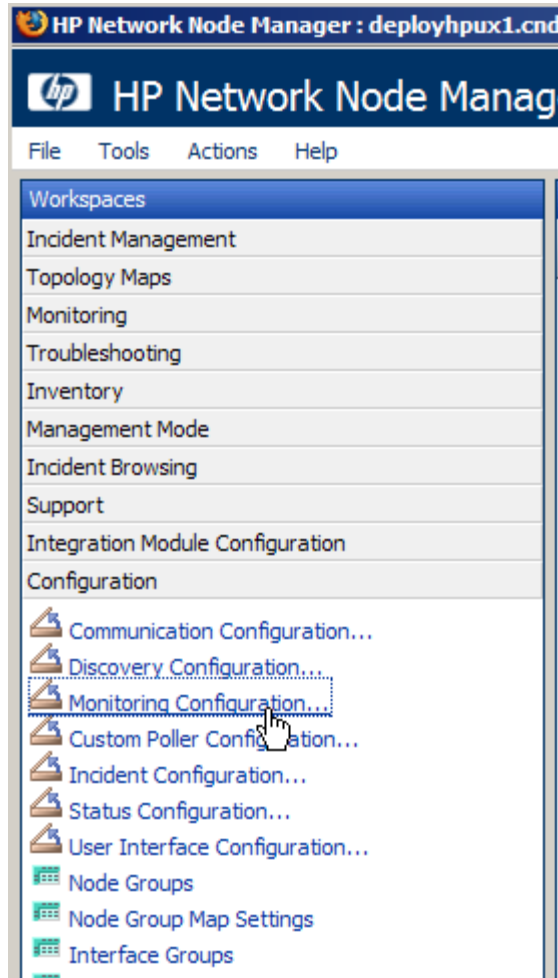 HP Network Node Manager : deployhpux1.cnd
hp HP Network Node Manag
File Tools Actions Help
Workspaces
Incident Management
Topology Maps
Monitoring
Troubleshooting
Inventory
Management Mode
Incident Browsing
Support
Integration Module Configuration
Configuration
Communication Configuration...
Discovery Configuration...
Monitoring Configuration...
Custom Poller Configuration...
Incident Configuration...
Status Configuration...
User Interface Configuration...
Node Groups
Node Group Map Settings
Interface Groups